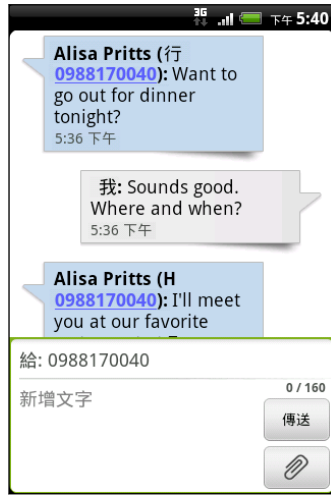 3G 下午 5:40
Alisa Pritts (行
0988170040): Want to
go out for dinner
tonight?
5:36 下午
我: Sounds good.
Where and when?
5:36 下午
Alisa Pritts (H
0988170040): I'll meet
you at our favorite
給: 0988170040
0 / 160
新增文字
傳送